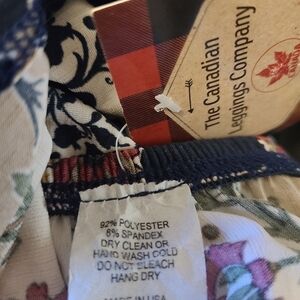 The Canadian
Leggings Company
CANADA
92% POLYESTER
8% SPANDEX
DRY CLEAN OR
HAND WASH COLD
DO NOT BLEACH
HANG DRY
MADE IN USA